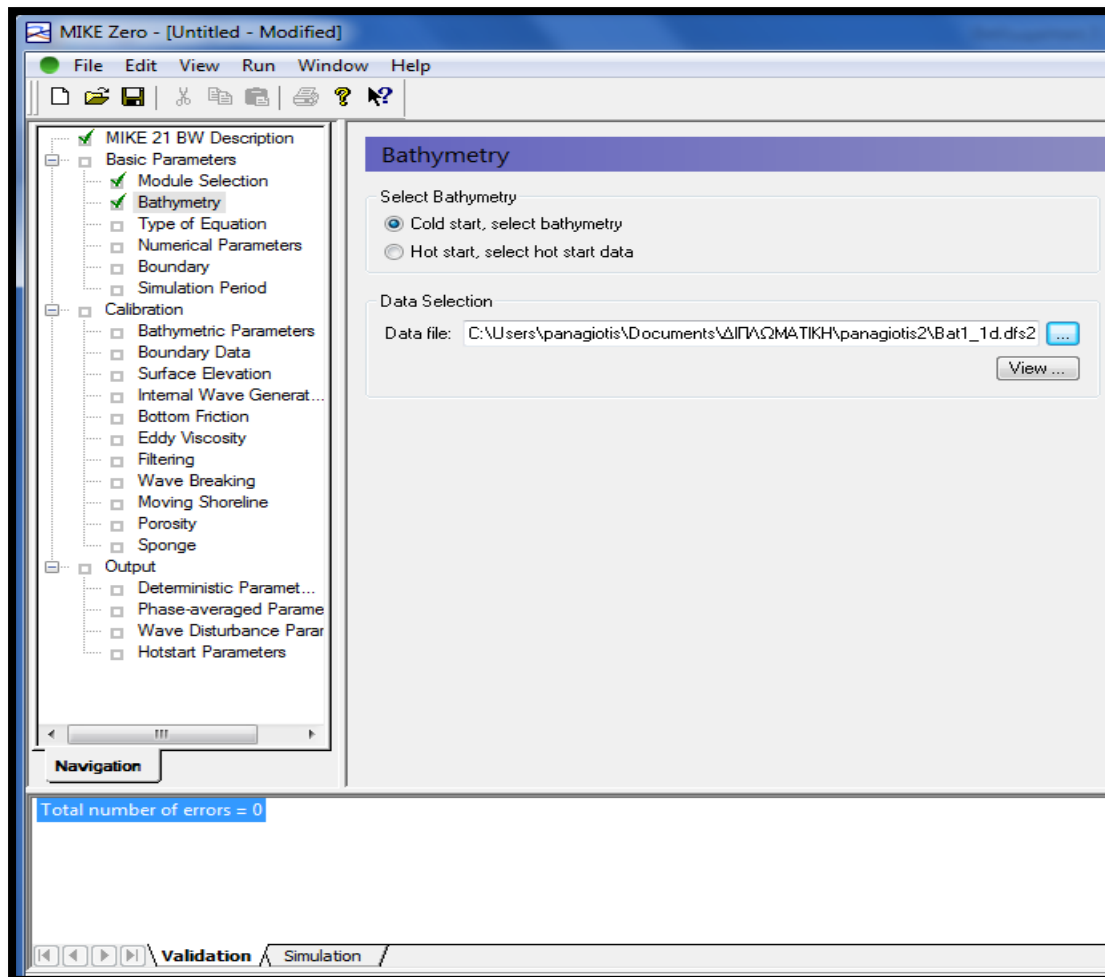 MIKE Zero - [Untitled - Modified]
File Edit View Run Window Help
MIKE 21 BW Description
Basic Parameters
Module Selection
Bathymetry
Type of Equation
Numerical Parameters
Boundary
Simulation Period
Calibration
Bathymetric Parameters
Boundary Data
Surface Elevation
Internal Wave Generat...
Bottom Friction
Eddy Viscosity
Filtering
Wave Breaking
Moving Shoreline
Porosity
Sponge
Output
Deterministic Paramet...
Phase-averaged Parame
Wave Disturbance Parar
Hotstart Parameters
Navigation
Bathymetry
Select Bathymetry
Cold start, select bathymetry
Hot start, select hot start data
Data Selection
Data file: C:\Users\panagiotis\Documents\ΔΙΠΛΩΜΑΤΙΚΗ\panagiotis2\Bat1_1d.dfs2 ...
View ...
Total number of errors = 0
Validation Simulation